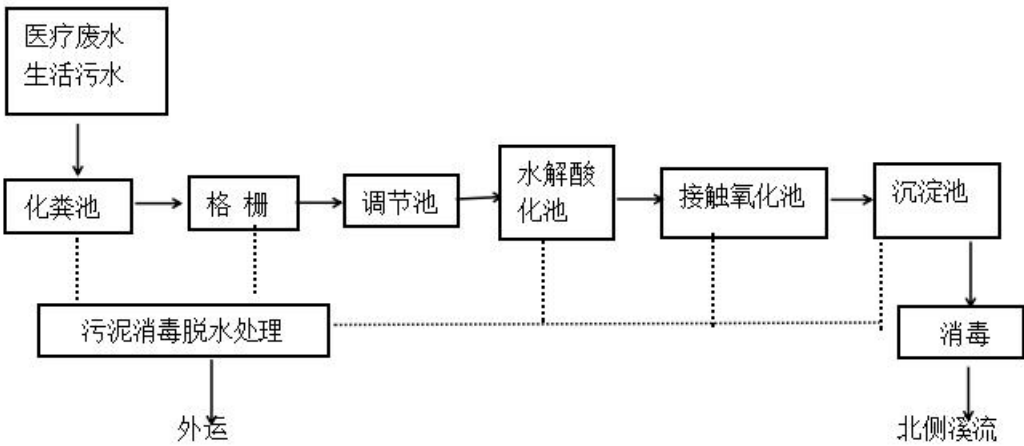 医疗废水
生活污水
化粪池
格 栅
调节池
水解酸
化池
接触氧化池
沉淀池
污泥消毒脱水处理
消毒
外运
北侧溪流